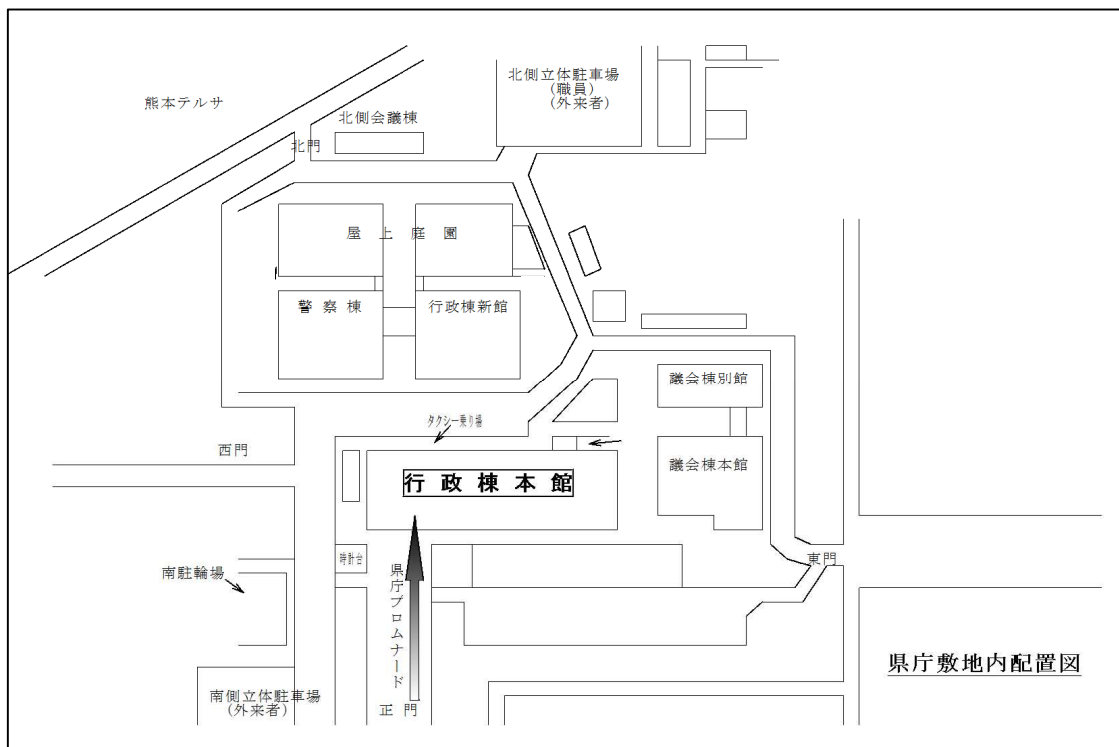 北側立体駐車場
(職員)
(外来者)
熊本テルサ
北側会議棟
北門
屋上庭園
警察棟
行政棟新館
議会棟別館
タクシー乗り場
西門
議会棟本館
行政棟本館
時計台
東門
南駐輪場
県庁プロムナード
県庁敷地内配置図
南側立体駐車場
(外来者)
正門